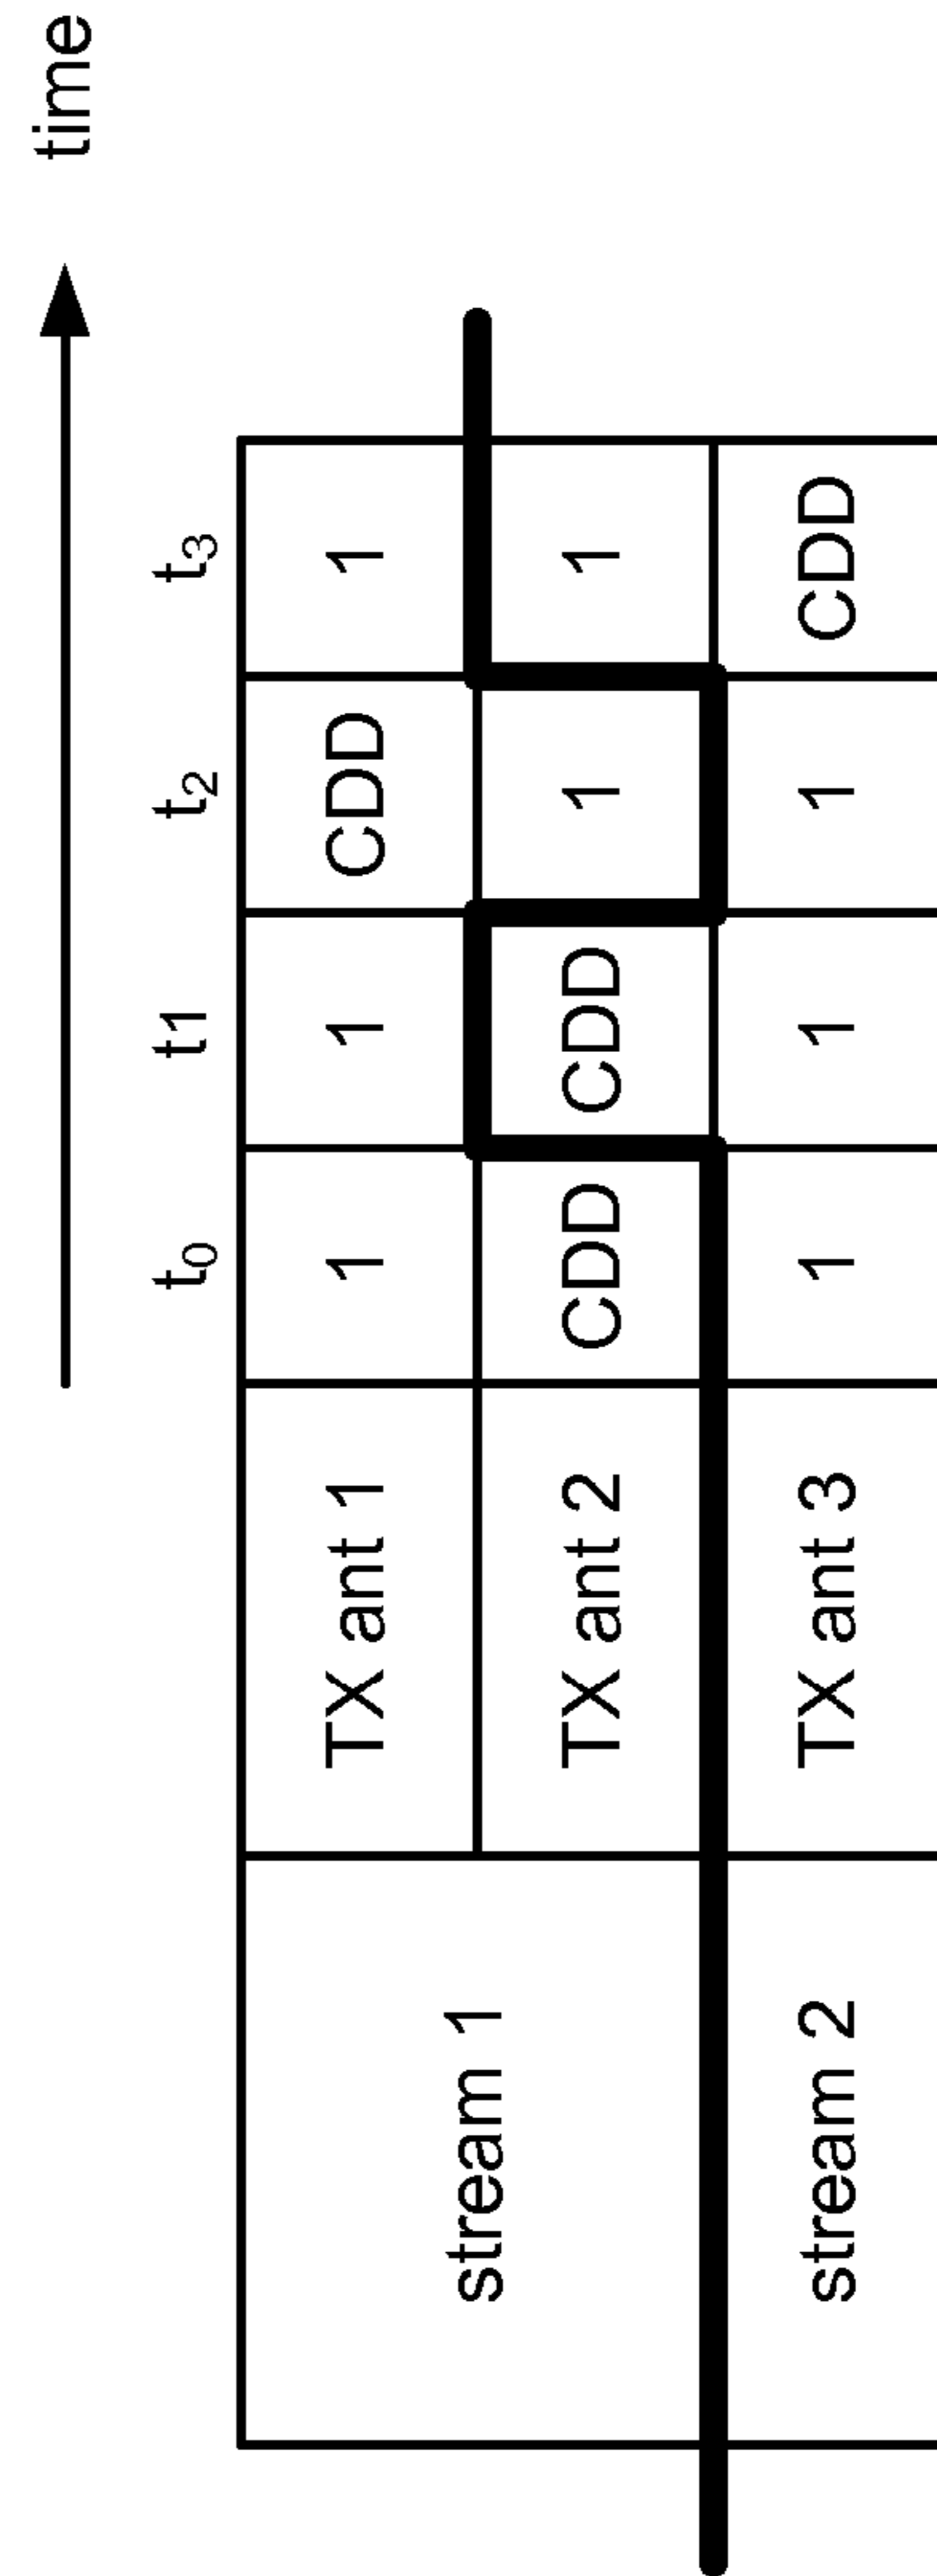 time
t0 t1 t2 t3
stream 1 TX ant 1 1 1 CDD 1
TX ant 2 CDD CDD 1 1
stream 2 TX ant 3 1 1 1 CDD